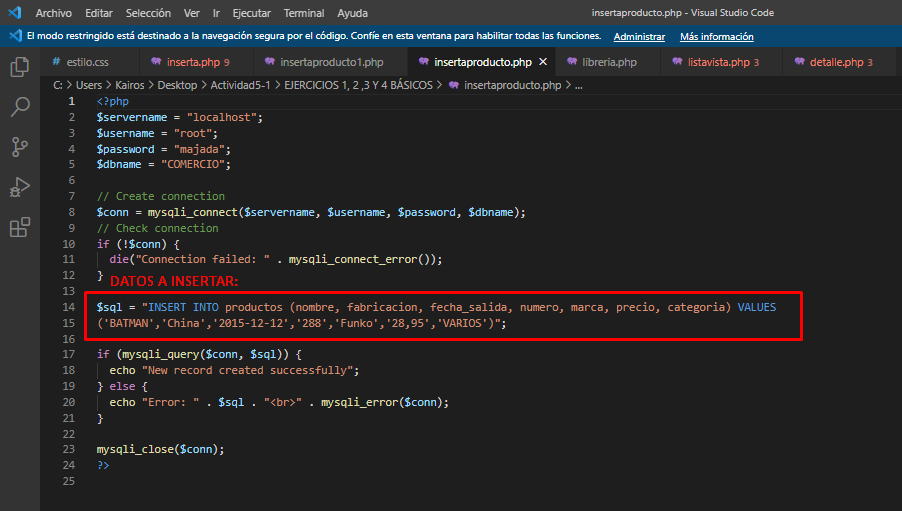 Archivo Editar Selección Ver Ir Ejecutar Terminal Ayuda insertaproducto.php - Visual Studio Code
El modo restringido está destinado a la navegación segura por el código. Confíe en esta ventana para habilitar todas las funciones. Administrar Más información
# estilo.css inserta.php 9 insertaproducto1.php insertaproducto.php × libreria.php listavista.php 3 detalle.php 3
C: > Users > Kairos > Desktop > Actividad5-1 > EJERCICIOS 1, 2 ,3 Y 4 BÁSICOS > insertaproducto.php > ...
1 <?php
2 $servername = "localhost";
3 $username = "root";
4 $password = "majada";
5 $dbname = "COMERCIO";
6
7 // Create connection
8 $conn = mysqli_connect($servername, $username, $password, $dbname);
9 // Check connection
10 if (!$conn) {
11 die("Connection failed: " . mysqli_connect_error());
12 }
DATOS A INSERTAR:
13
14 $sql = "INSERT INTO productos (nombre, fabricacion, fecha_salida, numero, marca, precio, categoria) VALUES
15 ('BATMAN','China','2015-12-12','288','Funko','28,95','VARIOS')";
16
17 if (mysqli_query($conn, $sql)) {
18 echo "New record created successfully";
19 } else {
20 echo "Error: " . $sql . "<br>" . mysqli_error($conn);
21 }
22
23 mysqli_close($conn);
24 ?>
25